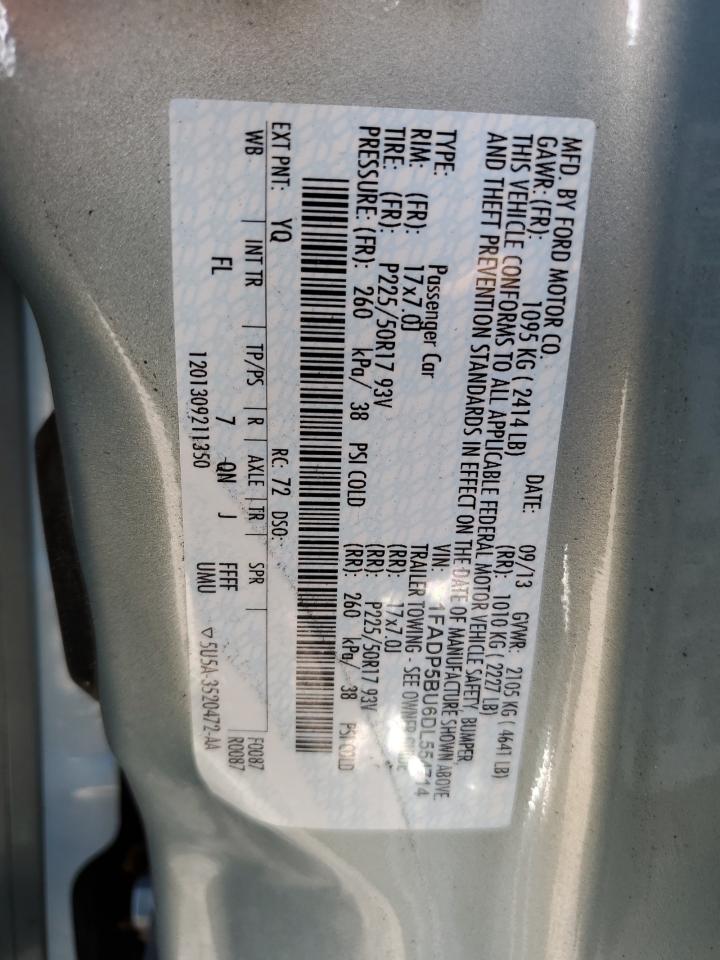 MFD. BY FORD MOTOR CO.
DATE: 09/13 GVWR: 2105 KG ( 4641 LB)
GAWR: (FR): 1095 KG ( 2414 LB) (RR): 1010 KG ( 2227 LB)
THIS VEHICLE CONFORMS TO ALL APPLICABLE FEDERAL MOTOR VEHICLE SAFETY, BUMPER,
AND THEFT PREVENTION STANDARDS IN EFFECT ON THE DATE OF MANUFACTURE SHOWN ABOVE.
VIN: 1FADP5BU6DL554714
TYPE: Passenger Car TRAILER TOWING - SEE OWNER GUIDE
RIM: (FR): 17x7.0J (RR): 17x7.0J
TIRE: (FR): P225/50R17 93V (RR): P225/50R17 93V
PRESSURE: (FR): 260 kPa/ 38 PSI COLD (RR): 260 kPa/ 38 PSI COLD
EXT PNT: YQ RC: 72 DSO: F0087
R0087
WB | INT TR | TP/PS | R | AXLE | TR | SPR
FL 7 QN J FFFF
UMU
1201309211350 ▽5U5A-3520472-AA